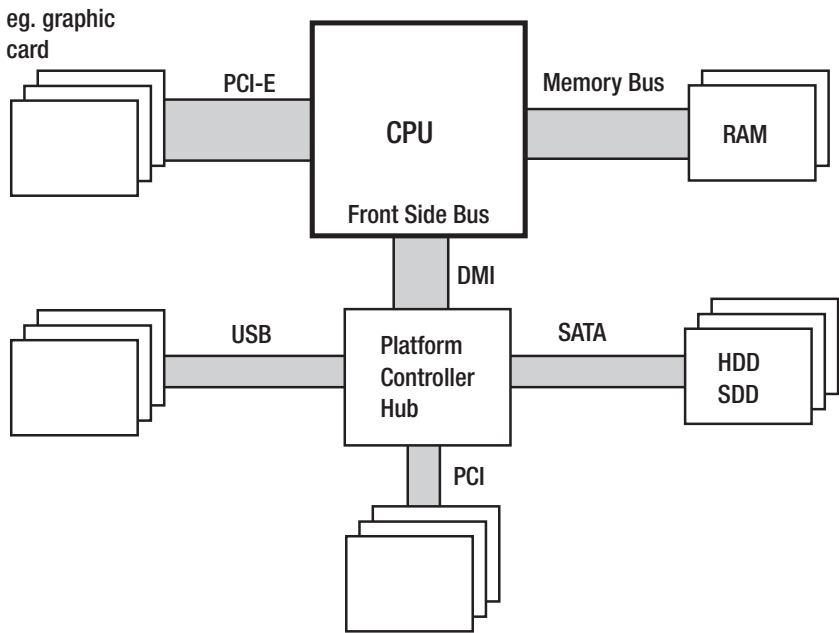 eg. graphic
card
PCI-E
Memory Bus
CPU
RAM
Front Side Bus
DMI
USB
SATA
Platform
Controller
Hub
HDD
SDD
PCI